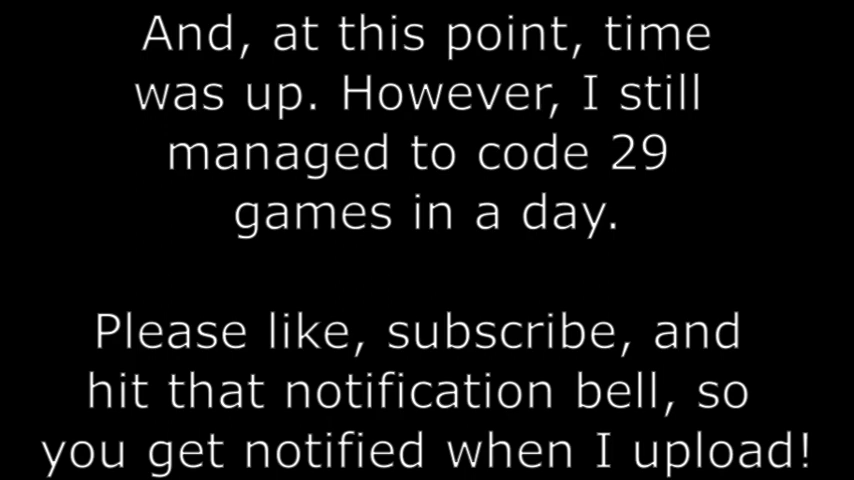 And, at this point, time
was up. However, I still
managed to code 29
games in a day.
Please like, subscribe, and
hit that notification bell, so
you get notified when I upload!